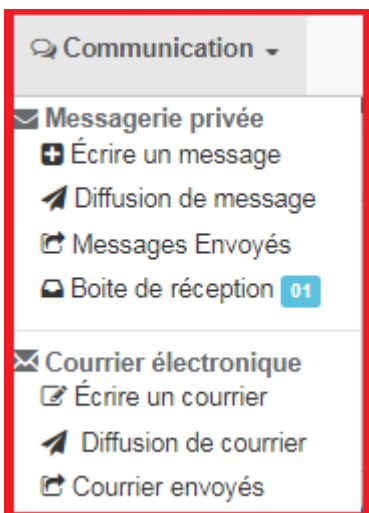 Communication
Messagerie privée
Écrire un message
Diffusion de message
Messages Envoyés
Boite de réception 01
Courrier électronique
Écrire un courrier
Diffusion de courrier
Courrier envoyés